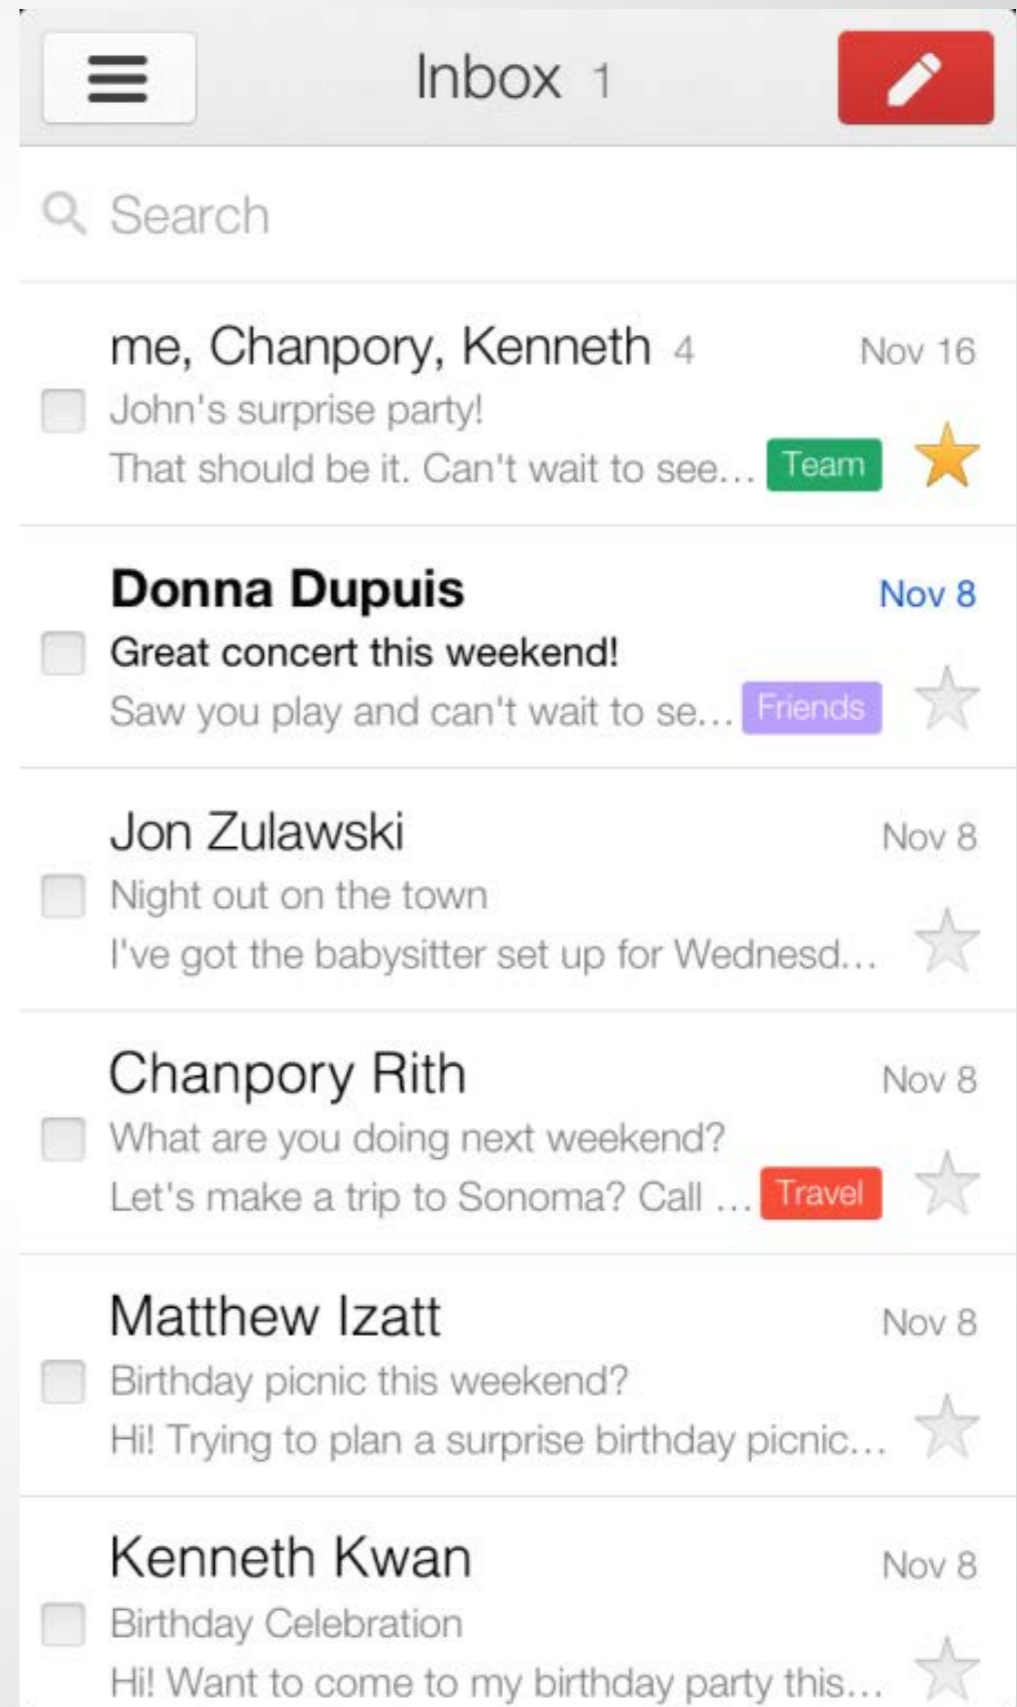 Inbox 1
Search
me, Chanpory, Kenneth 4 Nov 16
John's surprise party!
That should be it. Can't wait to see... Team
Donna Dupuis Nov 8
Great concert this weekend!
Saw you play and can't wait to se... Friends
Jon Zulawski Nov 8
Night out on the town
I've got the babysitter set up for Wednesd...
Chanpory Rith Nov 8
What are you doing next weekend?
Let's make a trip to Sonoma? Call ... Travel
Matthew Izatt Nov 8
Birthday picnic this weekend?
Hi! Trying to plan a surprise birthday picnic...
Kenneth Kwan Nov 8
Birthday Celebration
Hi! Want to come to my birthday party this...